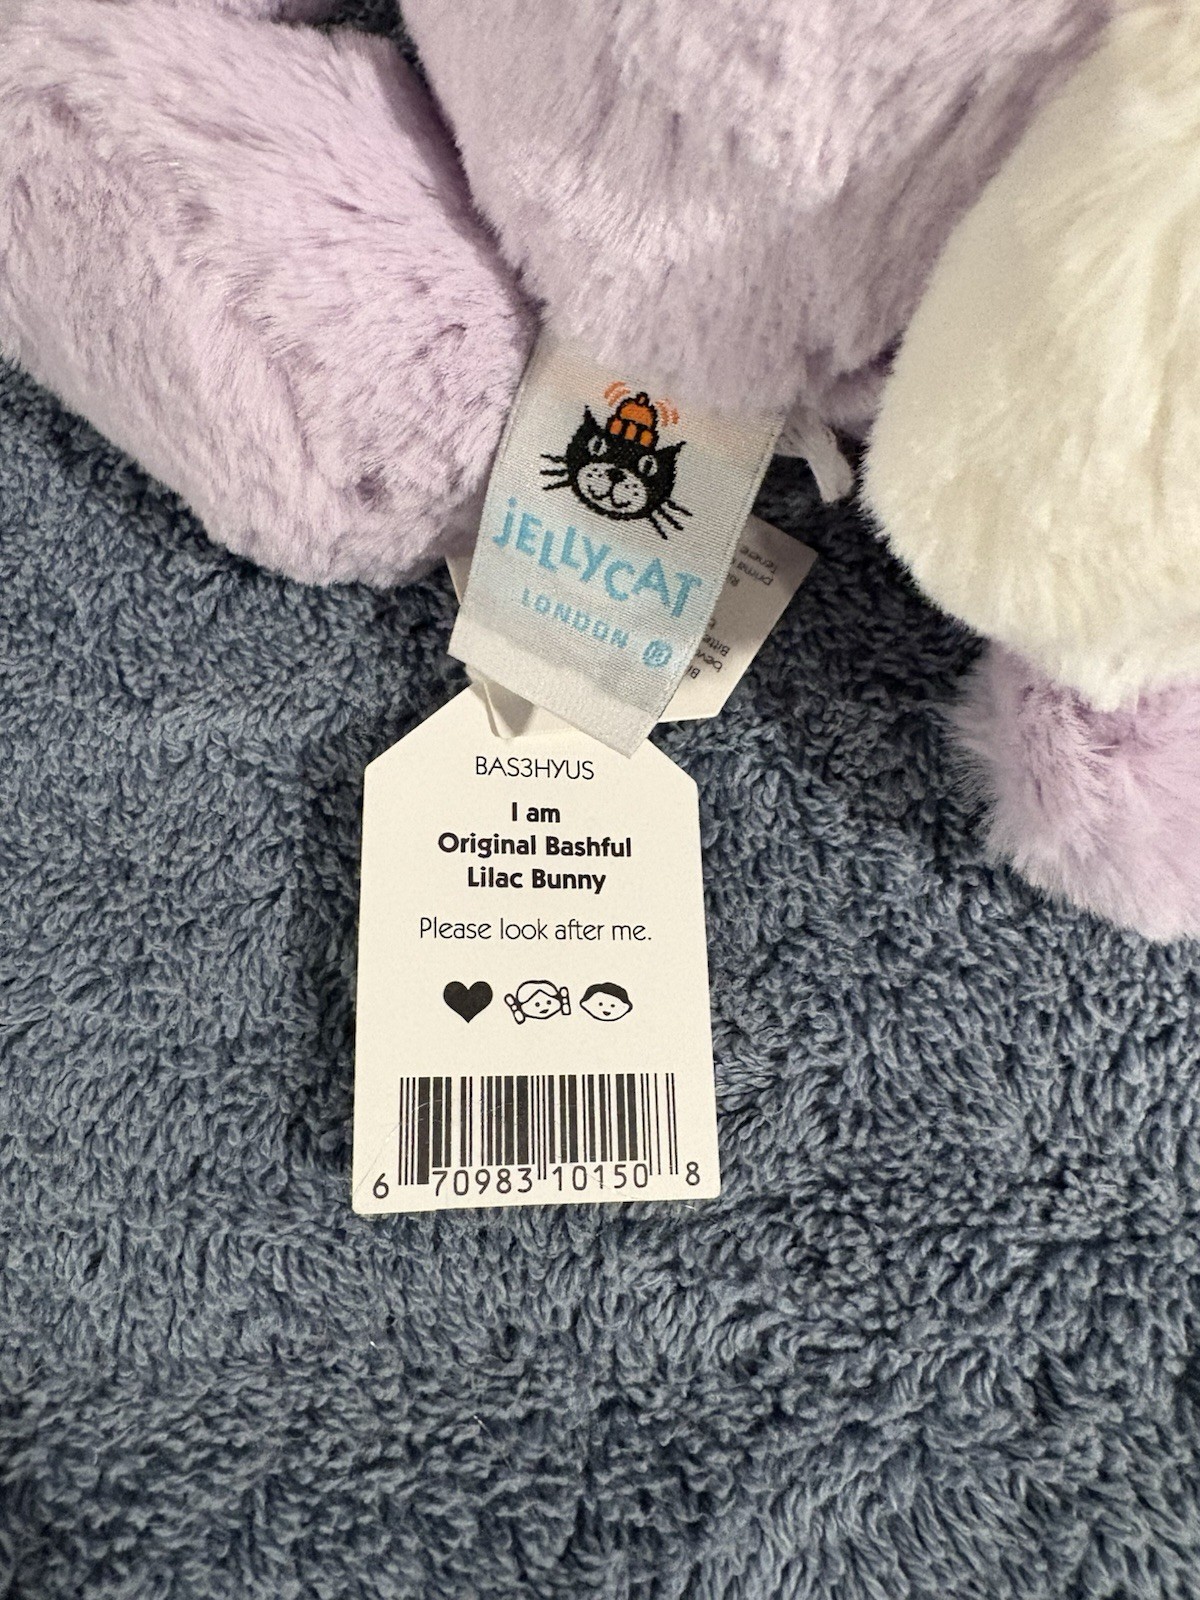 jELLYCAT
LONDON
BAS3HYUS
I am
Original Bashful
Lilac Bunny
Please look after me.
6 70983 10150 8